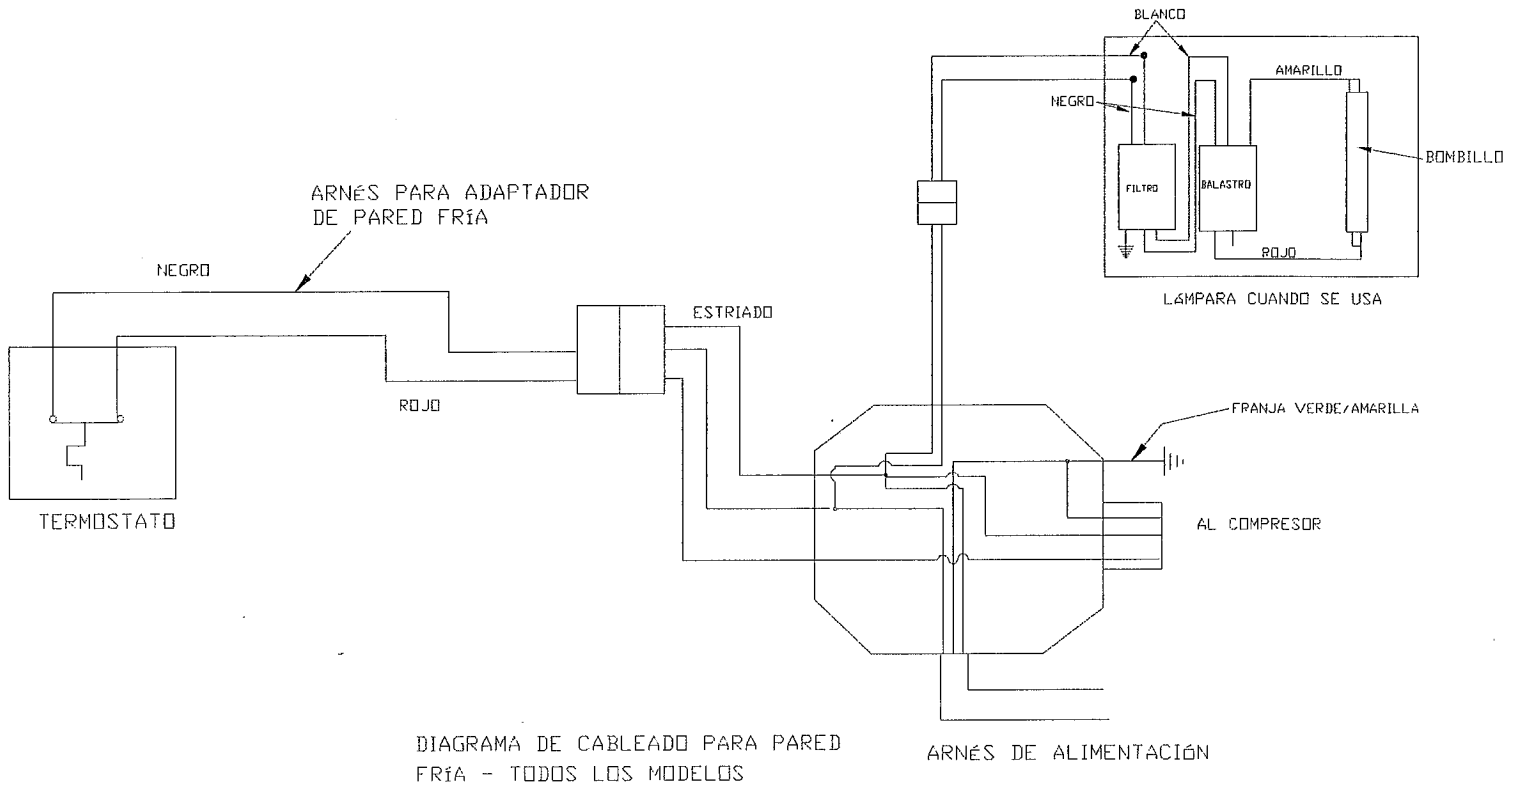 BLANCO
AMARILLO
NEGRO
BOMBILLO
FILTRO
BALASTRO
ROJO
LÁMPARA CUANDO SE USA
ARNÉS PARA ADAPTADOR
DE PARED FRÍA
NEGRO
ESTRIADO
ROJO
FRANJA VERDE/AMARILLA
TERMOSTATO
AL COMPRESOR
DIAGRAMA DE CABLEADO PARA PARED
FRÍA - TODOS LOS MODELOS
ARNÉS DE ALIMENTACIÓN